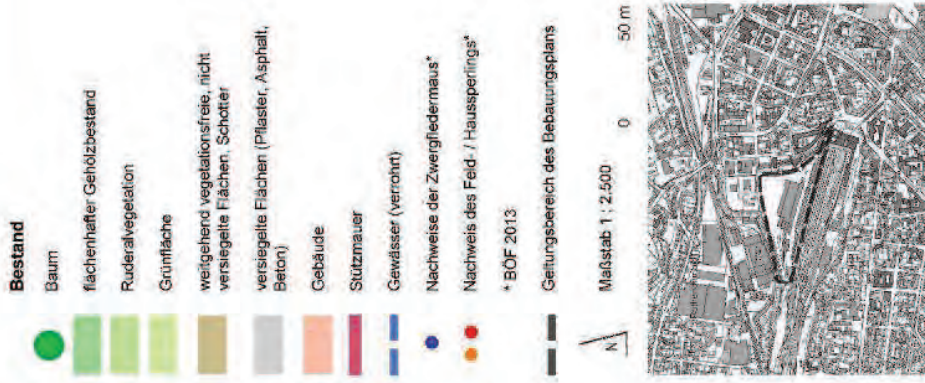 Bestand
Baum
flächenhafter Gehölzbestand
Ruderalvegetation
Grünfläche
weitgehend vegetationsfreie, nicht
versiegelte Flächen, Schotter
versiegelte Flächen (Pflaster, Asphalt,
Beton)
Gebäude
Stützmauer
Gewässer (verrohrt)
Nachweise der Zwergfledermaus*
Nachweis des Feld- / Haussperlings*
* BÖF 2013
Geltungsbereich des Bebauungsplans
N
Maßstab 1 : 2.500
0
50 m